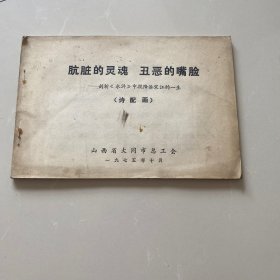 肮脏的灵魂 丑恶的嘴脸
——剖析《水浒》中投降派宋江的一生
(诗配画)
山西省大同市总工会
一九七五年十月